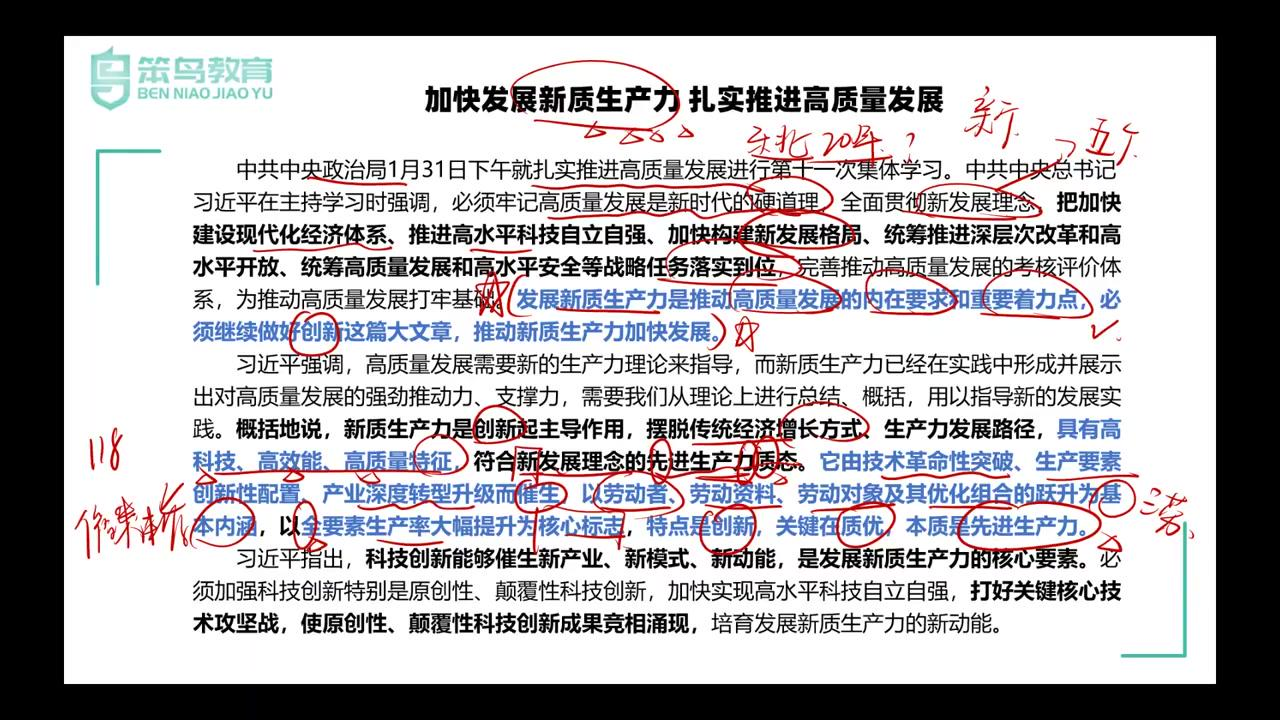 笨鸟教育
BEN NIAO JIAO YU
加快发展新质生产力 扎实推进高质量发展
新
东北20年?
五个
中共中央政治局1月31日下午就扎实推进高质量发展进行第十一次集体学习。中共中央总书记
习近平在主持学习时强调，必须牢记高质量发展是新时代的硬道理，全面贯彻新发展理念，把加快
建设现代化经济体系、推进高水平科技自立自强、加快构建新发展格局、统筹推进深层次改革和高
水平开放、统筹高质量发展和高水平安全等战略任务落实到位，完善推动高质量发展的考核评价体
系，为推动高质量发展打牢基础。发展新质生产力是推动高质量发展的内在要求和重要着力点，必
须继续做好创新这篇大文章，推动新质生产力加快发展。
习近平强调，高质量发展需要新的生产力理论来指导，而新质生产力已经在实践中形成并展示
出对高质量发展的强劲推动力、支撑力，需要我们从理论上进行总结、概括，用以指导新的发展实
践。概括地说，新质生产力是创新起主导作用，摆脱传统经济增长方式、生产力发展路径，具有高
科技、高效能、高质量特征，符合新发展理念的先进生产力质态。它由技术革命性突破、生产要素
创新性配置、产业深度转型升级而催生，以劳动者、劳动资料、劳动对象及其优化组合的跃升为基
本内涵，以全要素生产率大幅提升为核心标志，特点是创新，关键在质优，本质是先进生产力。
118
习近平指出，科技创新能够催生新产业、新模式、新动能，是发展新质生产力的核心要素。必
须加强科技创新特别是原创性、颠覆性科技创新，加快实现高水平科技自立自强，打好关键核心技
术攻坚战，使原创性、颠覆性科技创新成果竞相涌现，培育发展新质生产力的新动能。